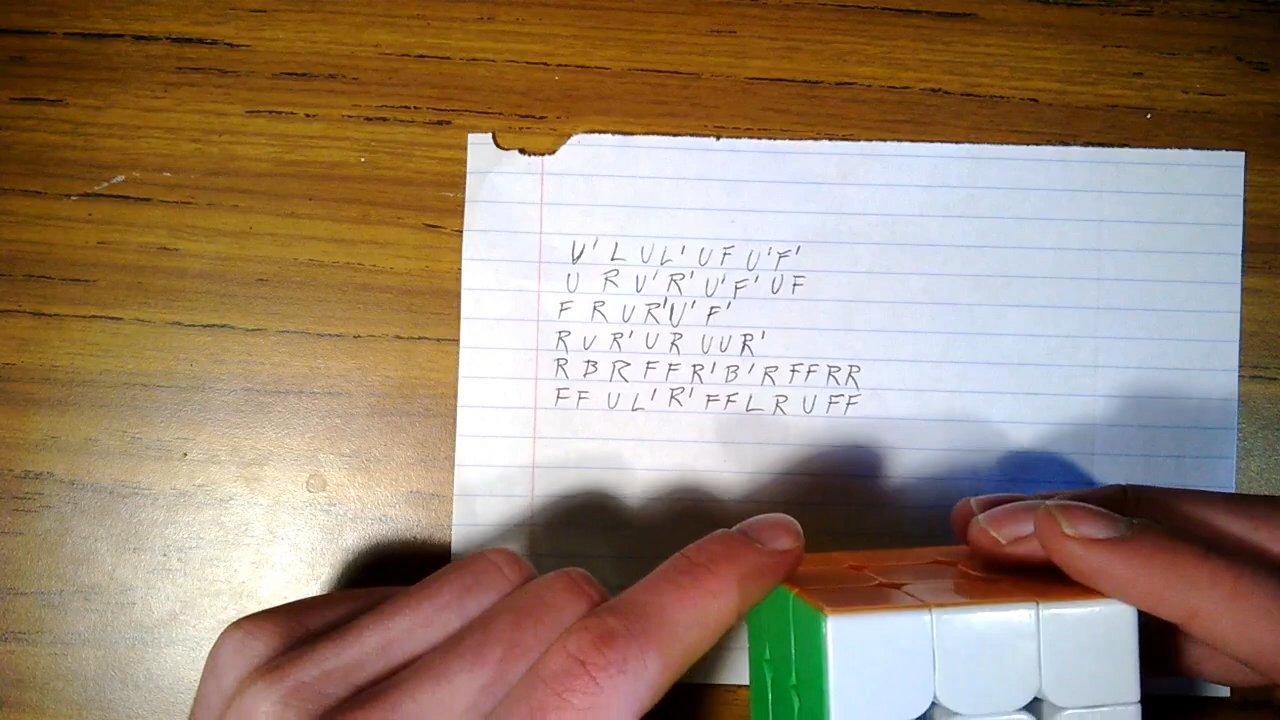 U' L U L' U F U' F'
U R U' R' U' F' U F
F R U R' U' F'
R U R' U R U U R'
R B R F F R' B' R F F R R
F F U L' R' F F L R U F F